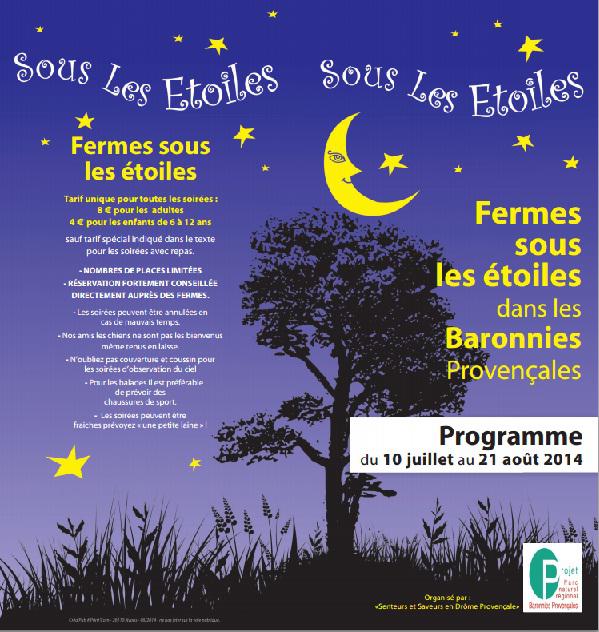 Sous Les Etoiles
Fermes sous
les étoiles
Tarif unique pour toutes les soirées :
8 € pour les adultes
4 € pour les enfants de 6 à 12 ans
sauf tarif spécial indiqué dans le texte
pour les soirées avec repas.
- NOMBRES DE PLACES LIMITÉES
- RÉSERVATION FORTEMENT CONSEILLÉE
DIRECTEMENT AUPRÈS DES FERMES.
- Les soirées peuvent être annulées en
cas de mauvais temps.
- Nos amis les chiens ne sont pas les bienvenus
même tenus en laisse.
- N'oubliez pas couverture et coussin pour
les soirées d'observation du ciel
- Pour les balades il est préférable
de prévoir des
chaussures de sport.
- Les soirées peuvent être
fraîches prévoyez « une petite laine » !
Sous Les Etoiles
Fermes
sous
les étoiles
dans les
Baronnies
Provençales
Programme
du 10 juillet au 21 août 2014
Organisé par :
«Senteurs et Saveurs en Drôme Provençale»
Projet
Parc
naturel
régional
Baronnies Provençales